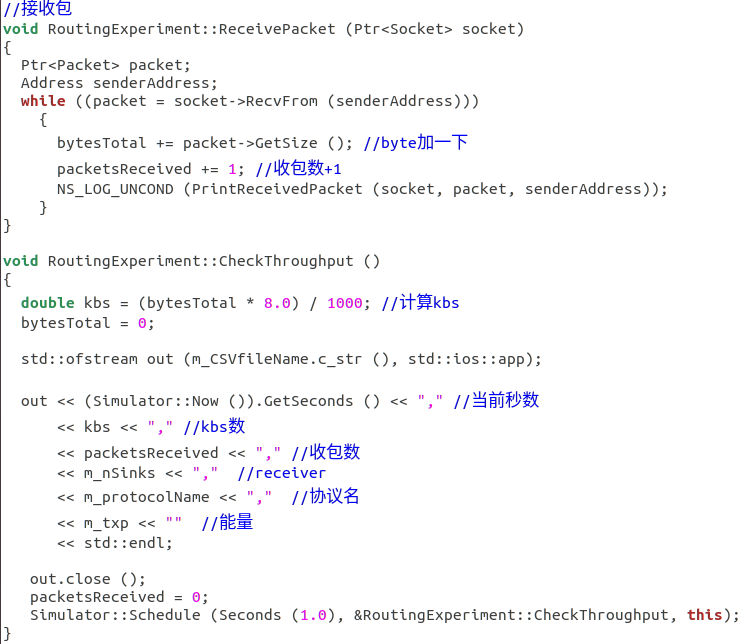 //接收包
void RoutingExperiment::ReceivePacket (Ptr<Socket> socket)
{
  Ptr<Packet> packet;
  Address senderAddress;
  while ((packet = socket->RecvFrom (senderAddress)))
    {
      bytesTotal += packet->GetSize (); //byte加一下
      packetsReceived += 1; //收包数+1
      NS_LOG_UNCOND (PrintReceivedPacket (socket, packet, senderAddress));
    }
}

void RoutingExperiment::CheckThroughput ()
{
  double kbs = (bytesTotal * 8.0) / 1000; //计算kbs
  bytesTotal = 0;

  std::ofstream out (m_CSVfileName.c_str (), std::ios::app);

  out << (Simulator::Now ()).GetSeconds () << "," //当前秒数
      << kbs << "," //kbs数
      << packetsReceived << "," //收包数
      << m_nSinks << ","  //receiver
      << m_protocolName << ","  //协议名
      << m_txp << ""  //能量
      << std::endl;

   out.close ();
   packetsReceived = 0;
   Simulator::Schedule (Seconds (1.0), &RoutingExperiment::CheckThroughput, this);
}